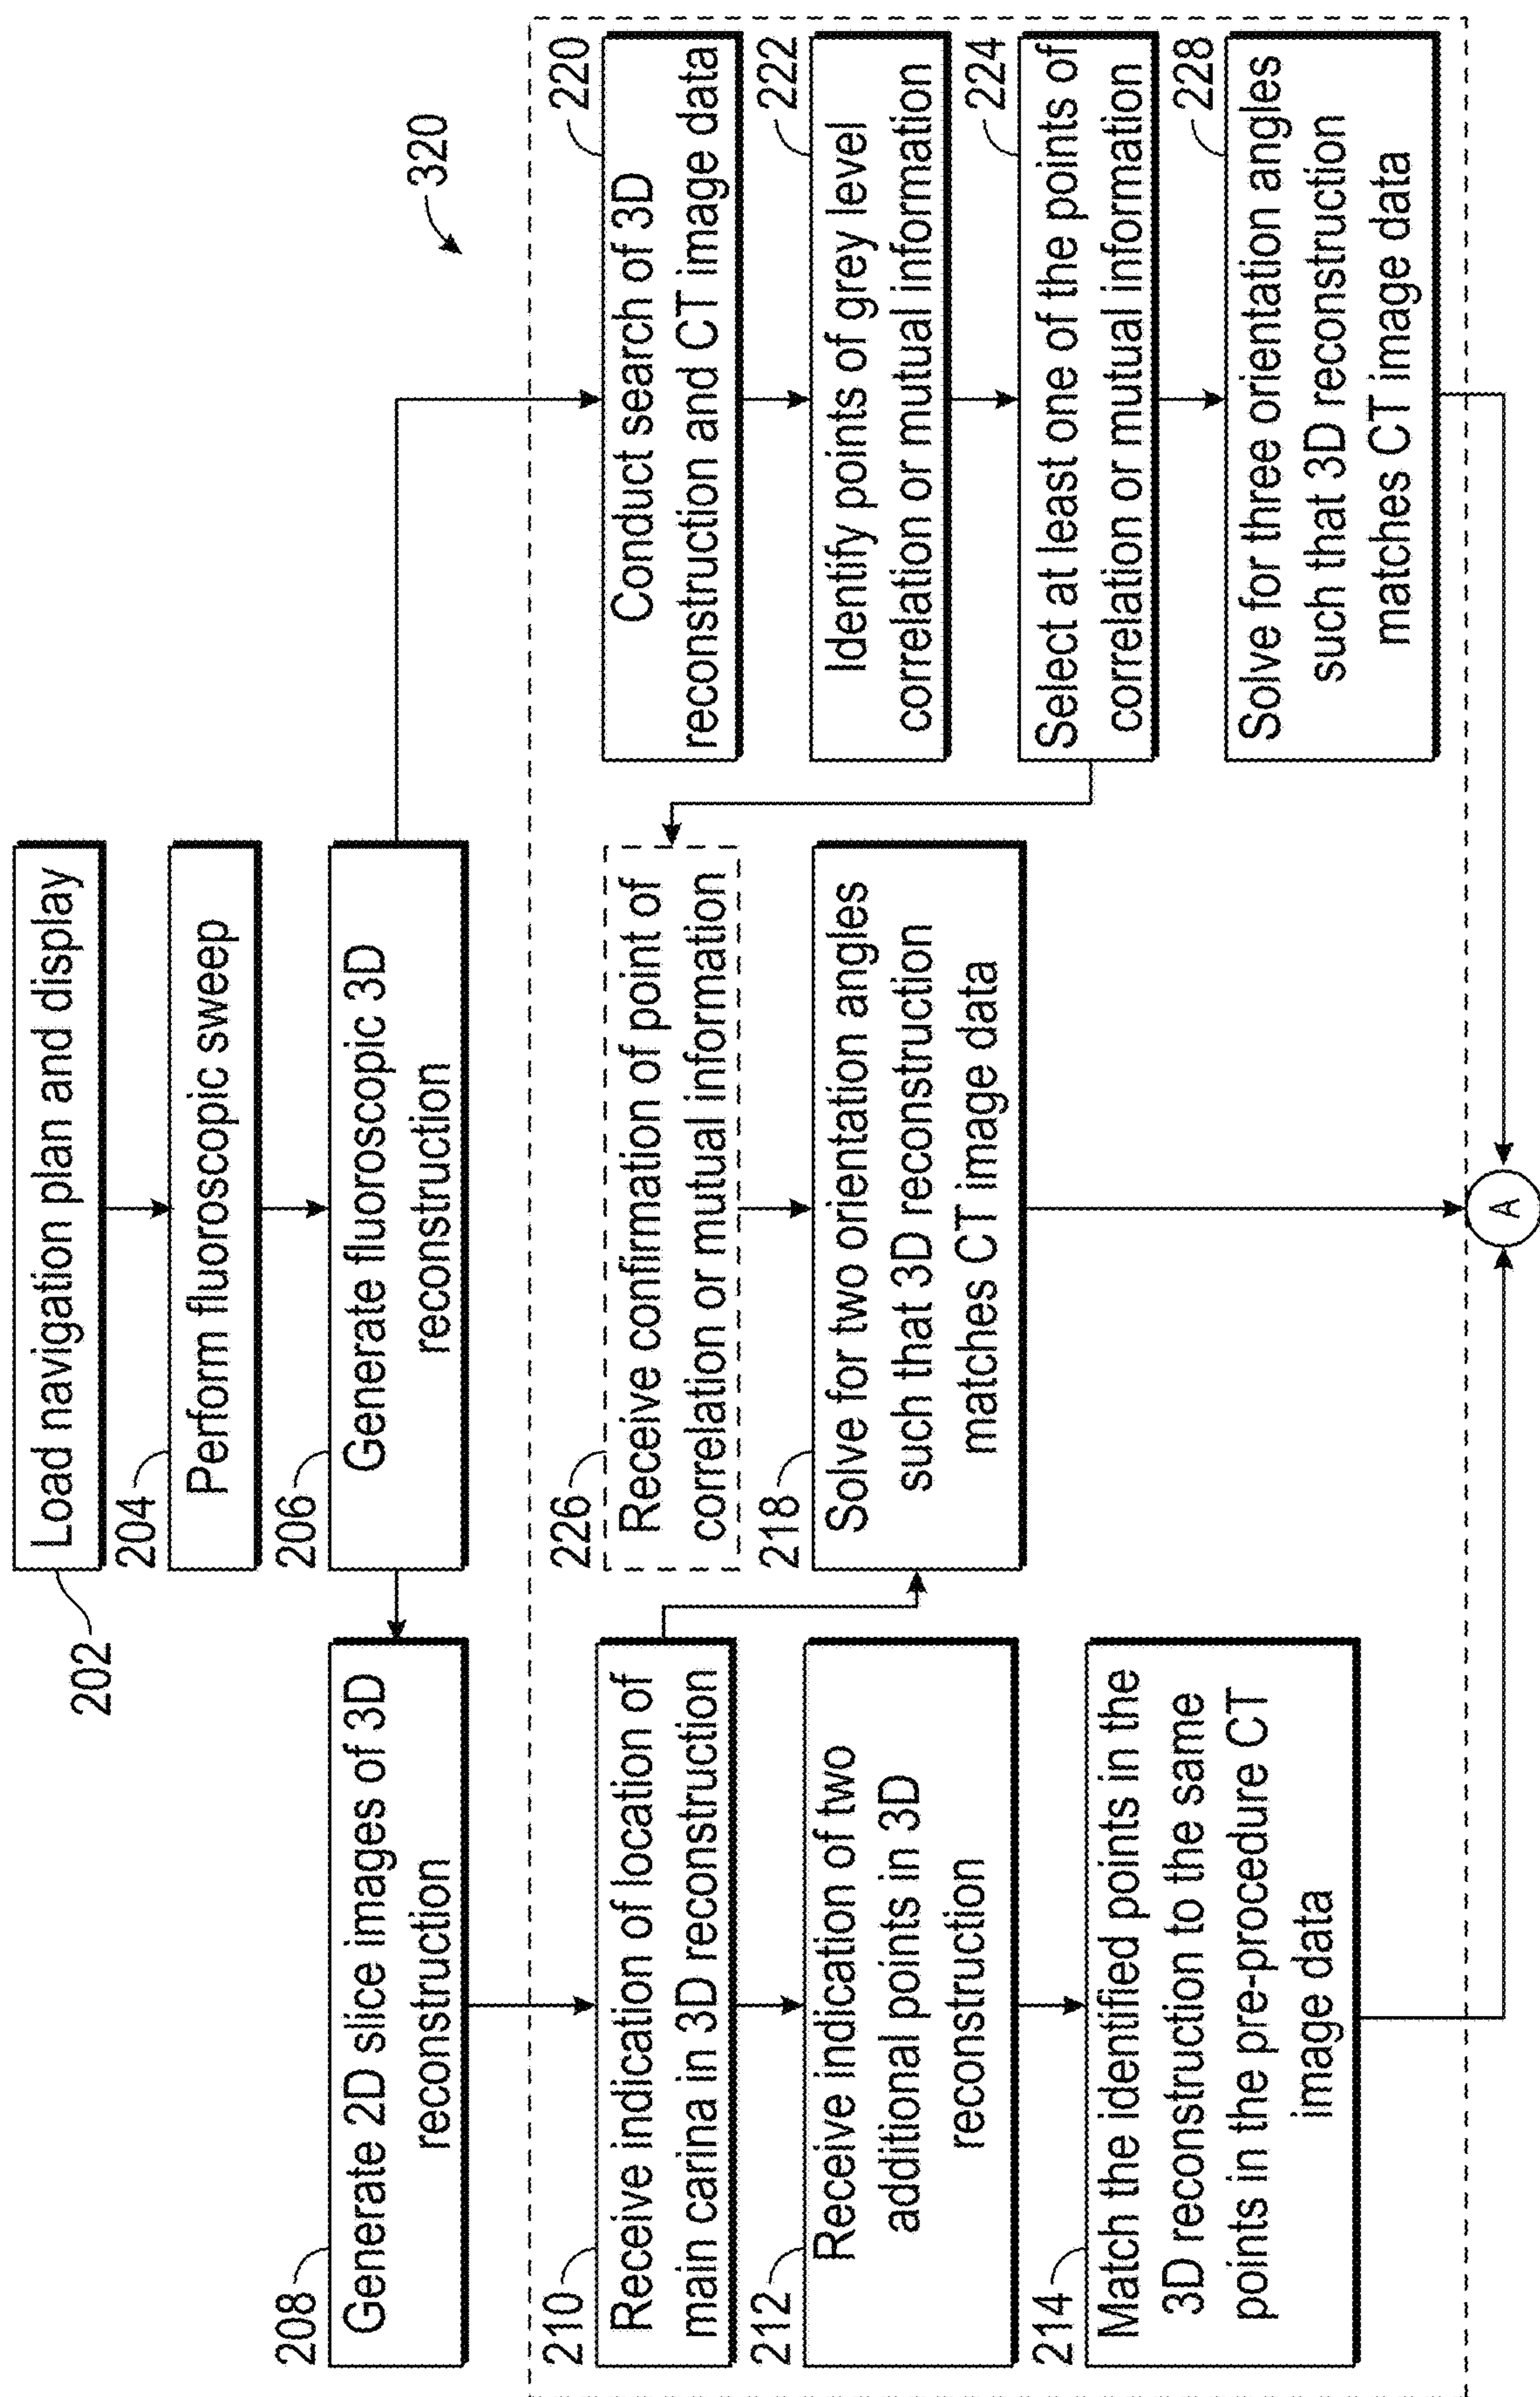 202
Load navigation plan and display
204
Perform fluoroscopic sweep
206
Generate fluoroscopic 3D
reconstruction
320
208
Generate 2D slice images of 3D
reconstruction
210
Receive indication of location of
main carina in 3D reconstruction
212
Receive indication of two
additional points in 3D
reconstruction
214
Match the identified points in the
3D reconstruction to the same
points in the pre-procedure CT
image data
226
Receive confirmation of point of
correlation or mutual information
218
Solve for two orientation angles
such that 3D reconstruction
matches CT image data
220
Conduct search of 3D
reconstruction and CT image data
222
Identify points of grey level
correlation or mutual information
224
Select at least one of the points of
correlation or mutual information
228
Solve for three orientation angles
such that 3D reconstruction
matches CT image data
A